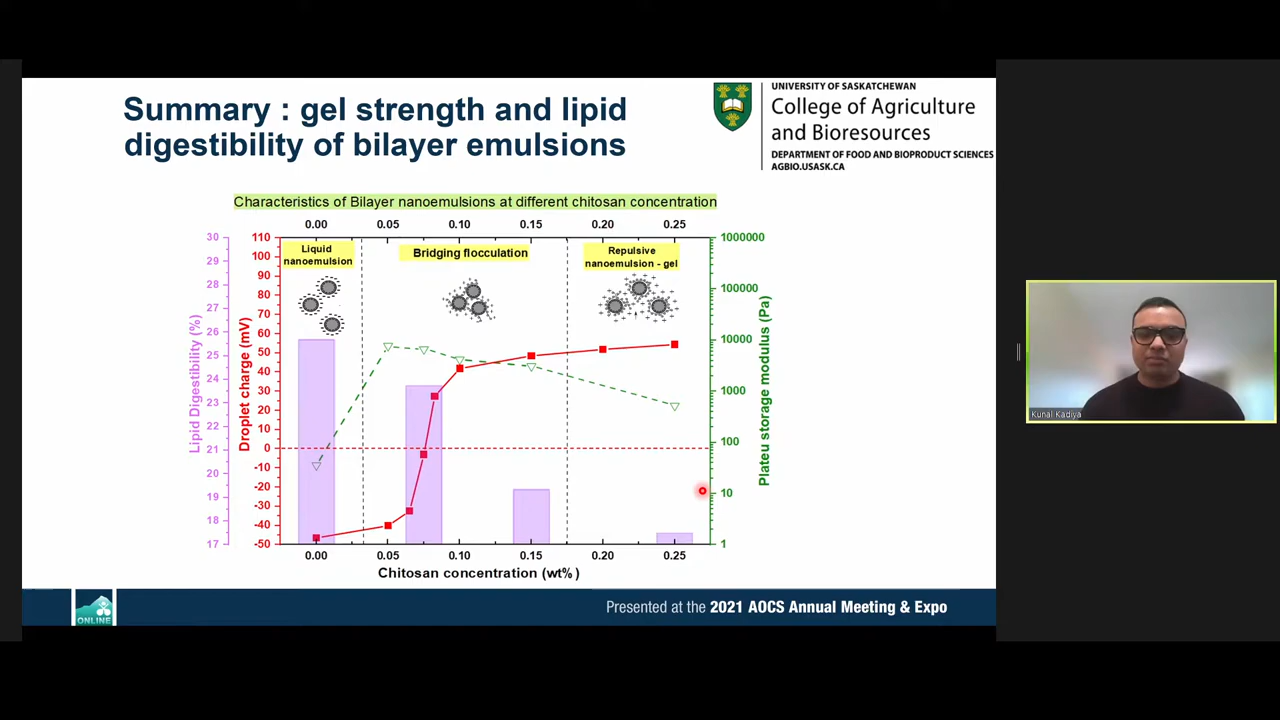 Summary : gel strength and lipid
digestibility of bilayer emulsions
UNIVERSITY OF SASKATCHEWAN
College of Agriculture
and Bioresources
DEPARTMENT OF FOOD AND BIOPRODUCT SCIENCES
AGBIO.USASK.CA
Characteristics of Bilayer nanoemulsions at different chitosan concentration
0.00 0.05 0.10 0.15 0.20 0.25
Lipid Digestibility (%)
30
29
28
27
26
25
24
23
22
21
20
19
18
17
Droplet charge (mV)
110
100
90
80
70
60
50
40
30
20
10
0
-10
-20
-30
-40
-50
Liquid
nanoemulsion
Bridging flocculation
Repulsive
nanoemulsion - gel
1000000
100000
10000
1000
100
10
1
Plateu storage modulus (Pa)
0.00 0.05 0.10 0.15 0.20 0.25
Chitosan concentration (wt%)
Kunal Kadiya
ONLINE
Presented at the 2021 AOCS Annual Meeting & Expo